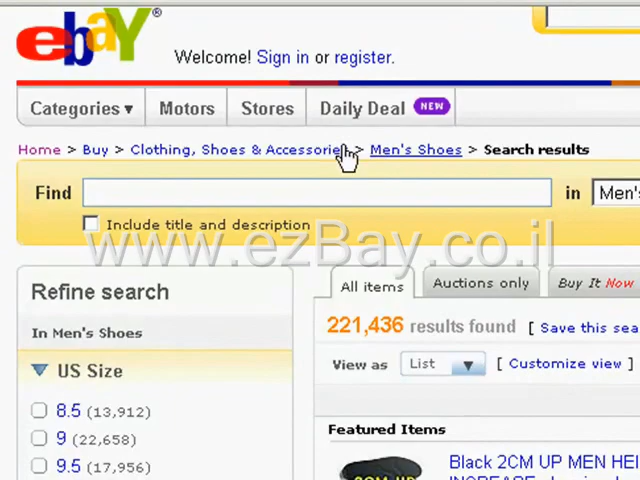 ebaY®
Welcome! Sign in or register.
Categories ▾ Motors Stores Daily Deal NEW
Home > Buy > Clothing, Shoes & Accessories > Men's Shoes > Search results
Find in Men's
Include title and description
www.ezBay.co.il
Refine search
All items Auctions only Buy It Now
In Men's Shoes
221,436 results found [ Save this sea
US Size
View as List [ Customize view ]
8.5 (13,912)
9 (22,658)
9.5 (17,956)
Featured Items
Black 2CM UP MEN HEI
2CM UP